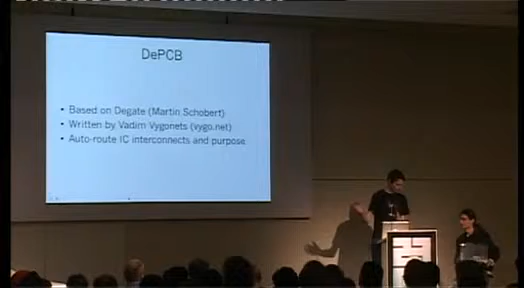 DePCB
• Based on Degate (Martin Schobert)
• Written by Vadim Vygonets (vygo.net)
• Auto-route IC interconnects and purpose